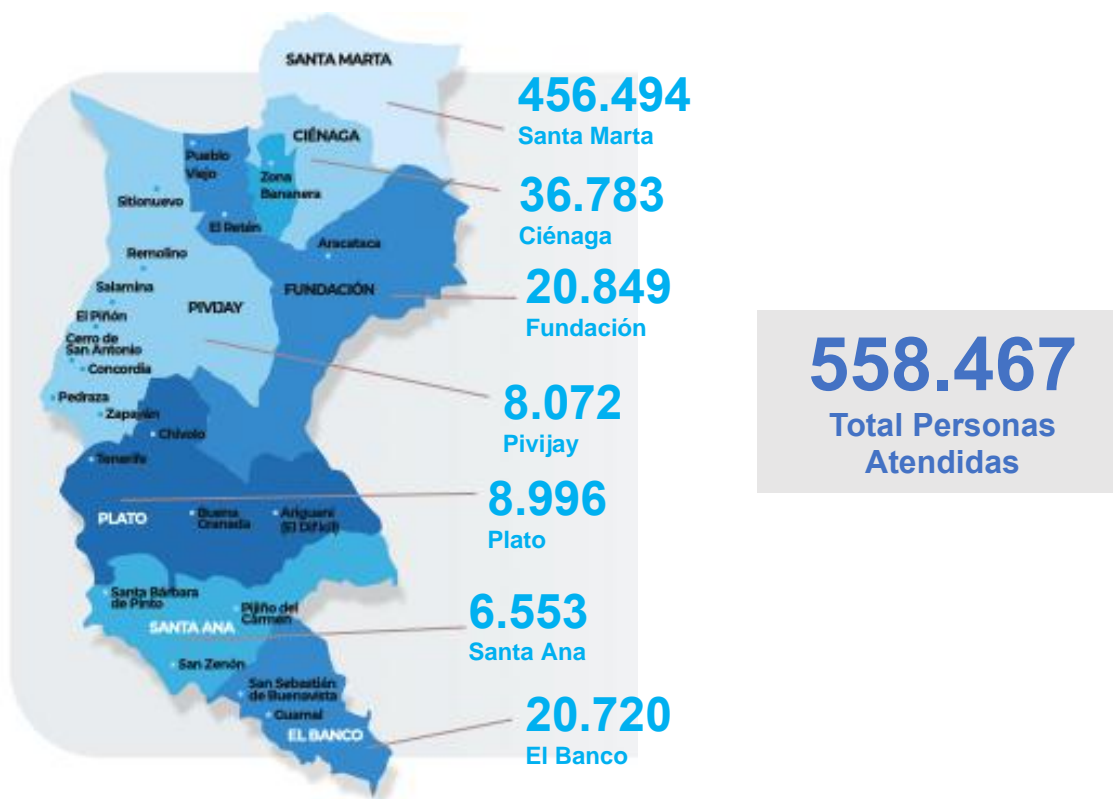 SANTA MARTA
456.494
Santa Marta
CIÉNAGA
Pueblo
Viejo
Zona
Bananera
36.783
Ciénaga
Sitionuevo
El Retén
Aracataca
Remolino
FUNDACIÓN
20.849
Fundación
Salamina
PIVIJAY
El Piñón
Cerro de
San Antonio
Concordia
558.467
Total Personas
Atendidas
Pedraza
Zapayán
8.072
Pivijay
Chivolo
Tenerife
8.996
Plato
PLATO
Buena
Granada
Ariguaní
(El Difícil)
Santa Bárbara
de Pinto
Pijiño del
Cármen
6.553
Santa Ana
SANTA ANA
San Zenón
San Sebastián
de Buenavista
Guamal
EL BANCO
20.720
El Banco